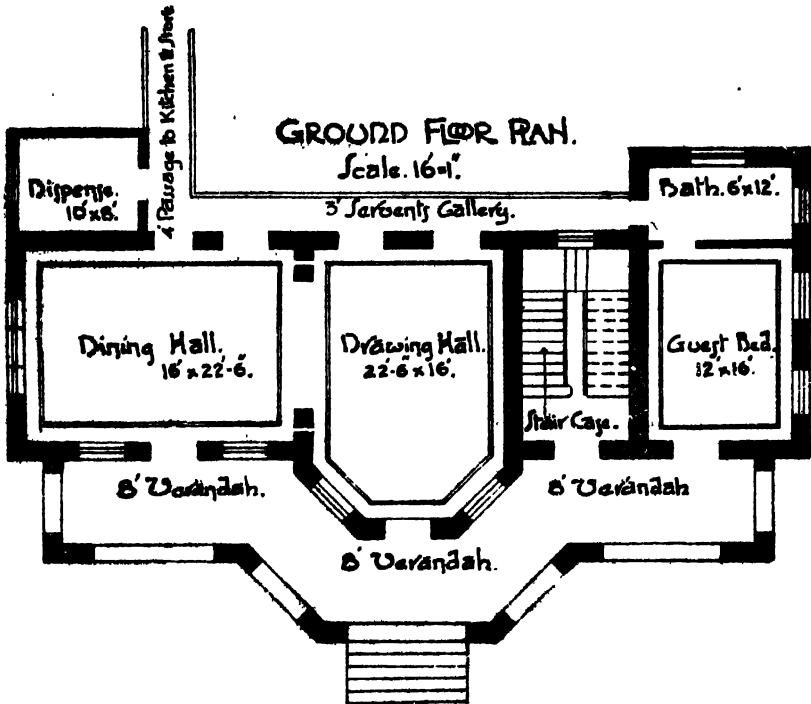 4' Passage to Kitchen & Store
GROUND FLOOR PLAN.
Scale. 16'=1".
Dispense.
10'x8'.
3' Servents Gallery.
Bath. 6'x12'.
Dining Hall.
16' x 22'-6".
Drawing Hall.
22'-6" x 16'.
Guest Bed.
12' x 16'.
Stair Case.
8' Verandah.
8' Verandah
8' Verandah.